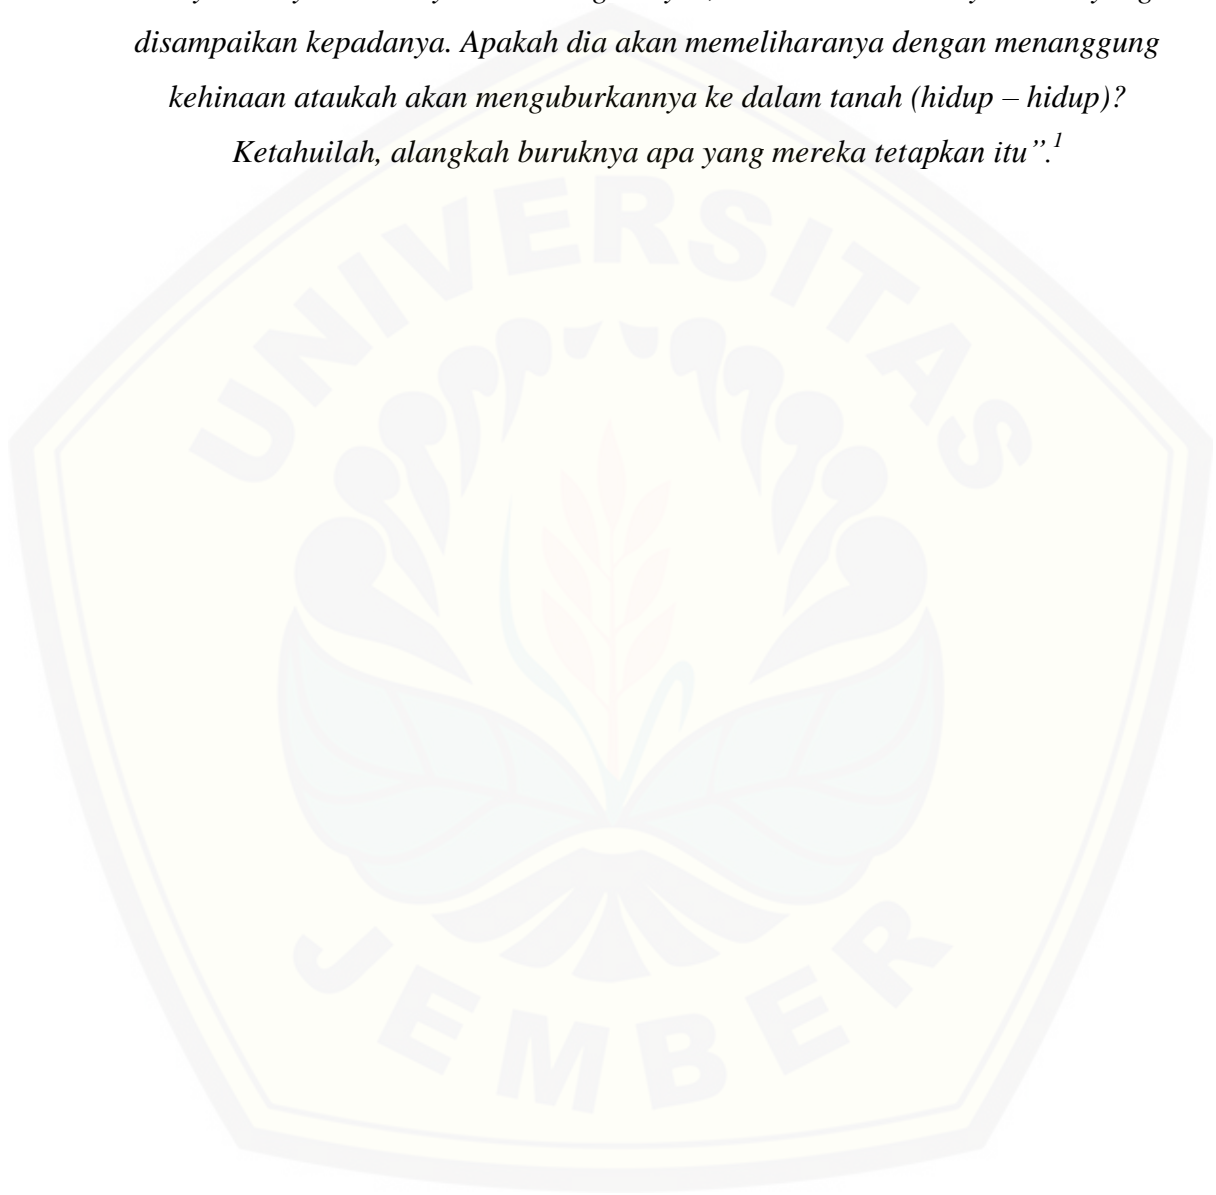 disampaikan kepadanya. Apakah dia akan memeliharanya dengan menanggung
kehinaan ataukah akan menguburkannya ke dalam tanah (hidup – hidup)?
Ketahuilah, alangkah buruknya apa yang mereka tetapkan itu”.1
UNIVERSITAS
JEMBER